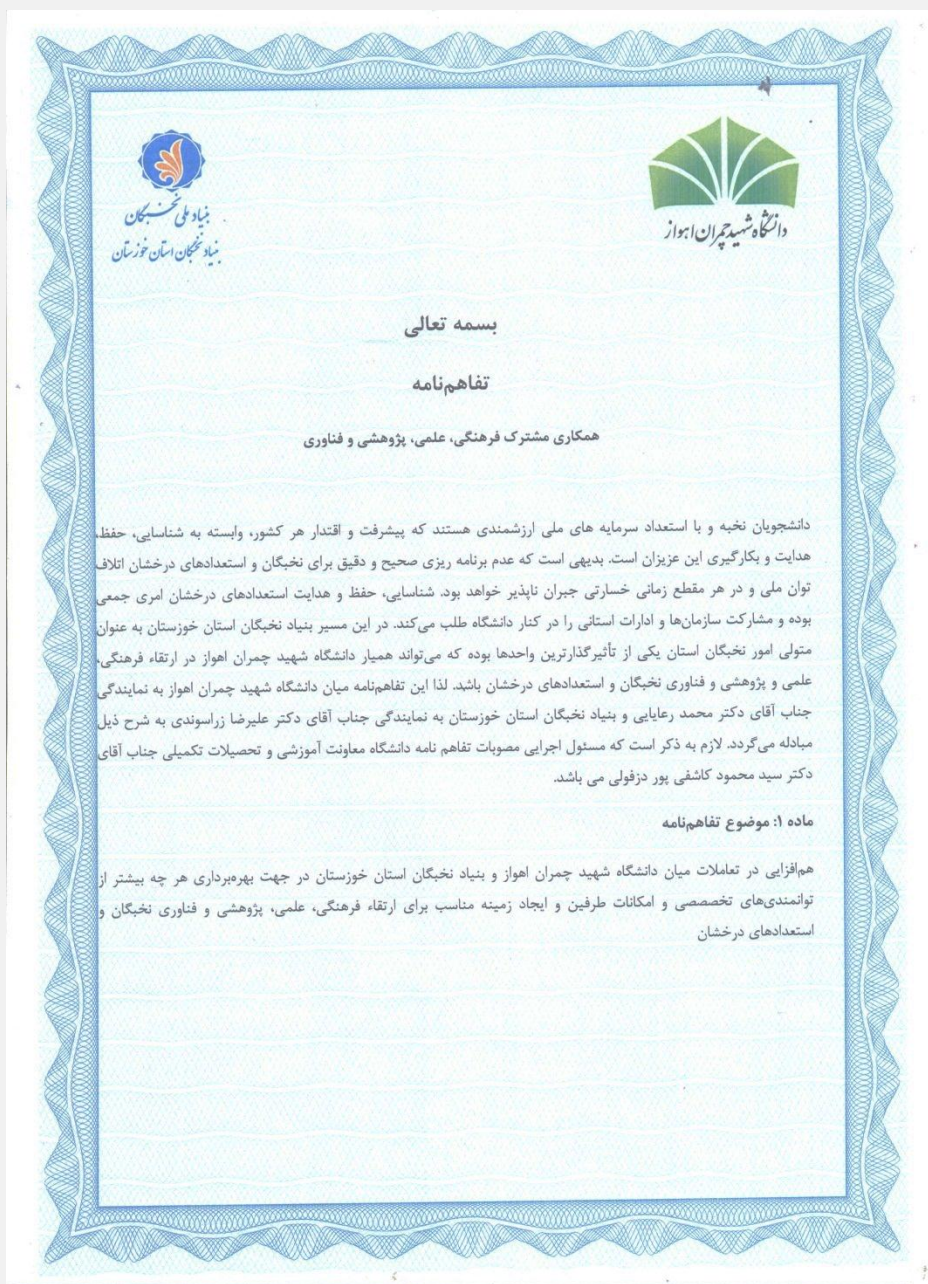 دانشگاه شهید چمران اهواز
بنیاد ملی نخبگان
بنیاد نخبگان استان خوزستان
بسمه تعالی
تفاهم‌نامه
همکاری مشترک فرهنگی، علمی، پژوهشی و فناوری
دانشجویان نخبه و با استعداد سرمایه های ملی ارزشمندی هستند که پیشرفت و اقتدار هر کشور، وابسته به شناسایی، حفظ،
هدایت و بکارگیری این عزیزان است. بدیهی است که عدم برنامه ریزی صحیح و دقیق برای نخبگان و استعدادهای درخشان اتلاف
توان ملی و در هر مقطع زمانی خسارتی جبران ناپذیر خواهد بود. شناسایی، حفظ و هدایت استعدادهای درخشان امری جمعی
بوده و مشارکت سازمان‌ها و ادارات استانی را در کنار دانشگاه طلب می‌کند. در این مسیر بنیاد نخبگان استان خوزستان به عنوان
متولی امور نخبگان استان یکی از تأثیرگذارترین واحدها بوده که می‌تواند همیار دانشگاه شهید چمران اهواز در ارتقاء فرهنگی،
علمی و پژوهشی و فناوری نخبگان و استعدادهای درخشان باشد. لذا این تفاهم‌نامه میان دانشگاه شهید چمران اهواز به نمایندگی
جناب آقای دکتر محمد رعایایی و بنیاد نخبگان استان خوزستان به نمایندگی جناب آقای دکتر علیرضا زراسوندی به شرح ذیل
مبادله می‌گردد. لازم به ذکر است که مسئول اجرایی مصوبات تفاهم نامه دانشگاه معاونت آموزشی و تحصیلات تکمیلی جناب آقای
دکتر سید محمود کاشفی پور دزفولی می باشد.
ماده ۱: موضوع تفاهم‌نامه
هم‌افزایی در تعاملات میان دانشگاه شهید چمران اهواز و بنیاد نخبگان استان خوزستان در جهت بهره‌برداری هر چه بیشتر از
توانمندی‌های تخصصی و امکانات طرفین و ایجاد زمینه مناسب برای ارتقاء فرهنگی، علمی، پژوهشی و فناوری نخبگان و
استعدادهای درخشان